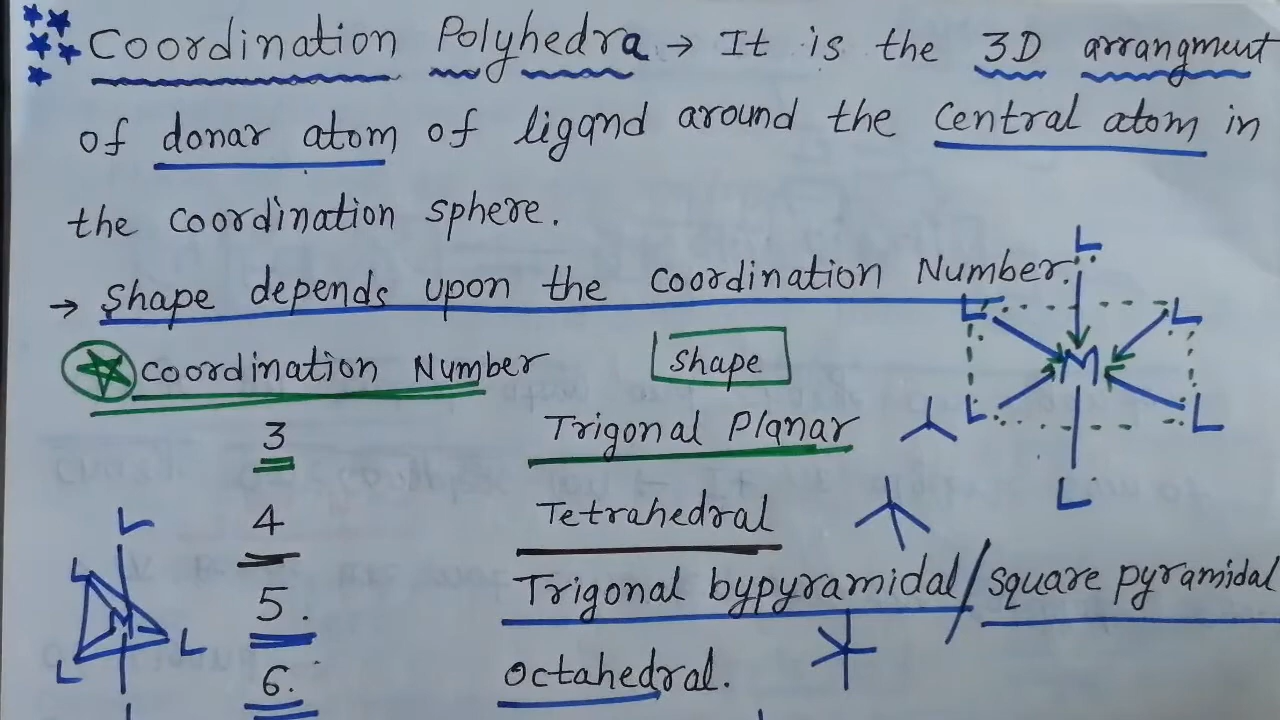 Coordination Polyhedra → It is the 3D arrangment
of donar atom of ligand around the central atom in
the coordination sphere.
→ Shape depends upon the coordination Number.
L
L L
coordination Number Shape
M
3 Trigonal Planar
L L
4 Tetrahedral
L
L
L
5. Trigonal bypyramidal/square pyramidal
M
L
L
6. octahedral.